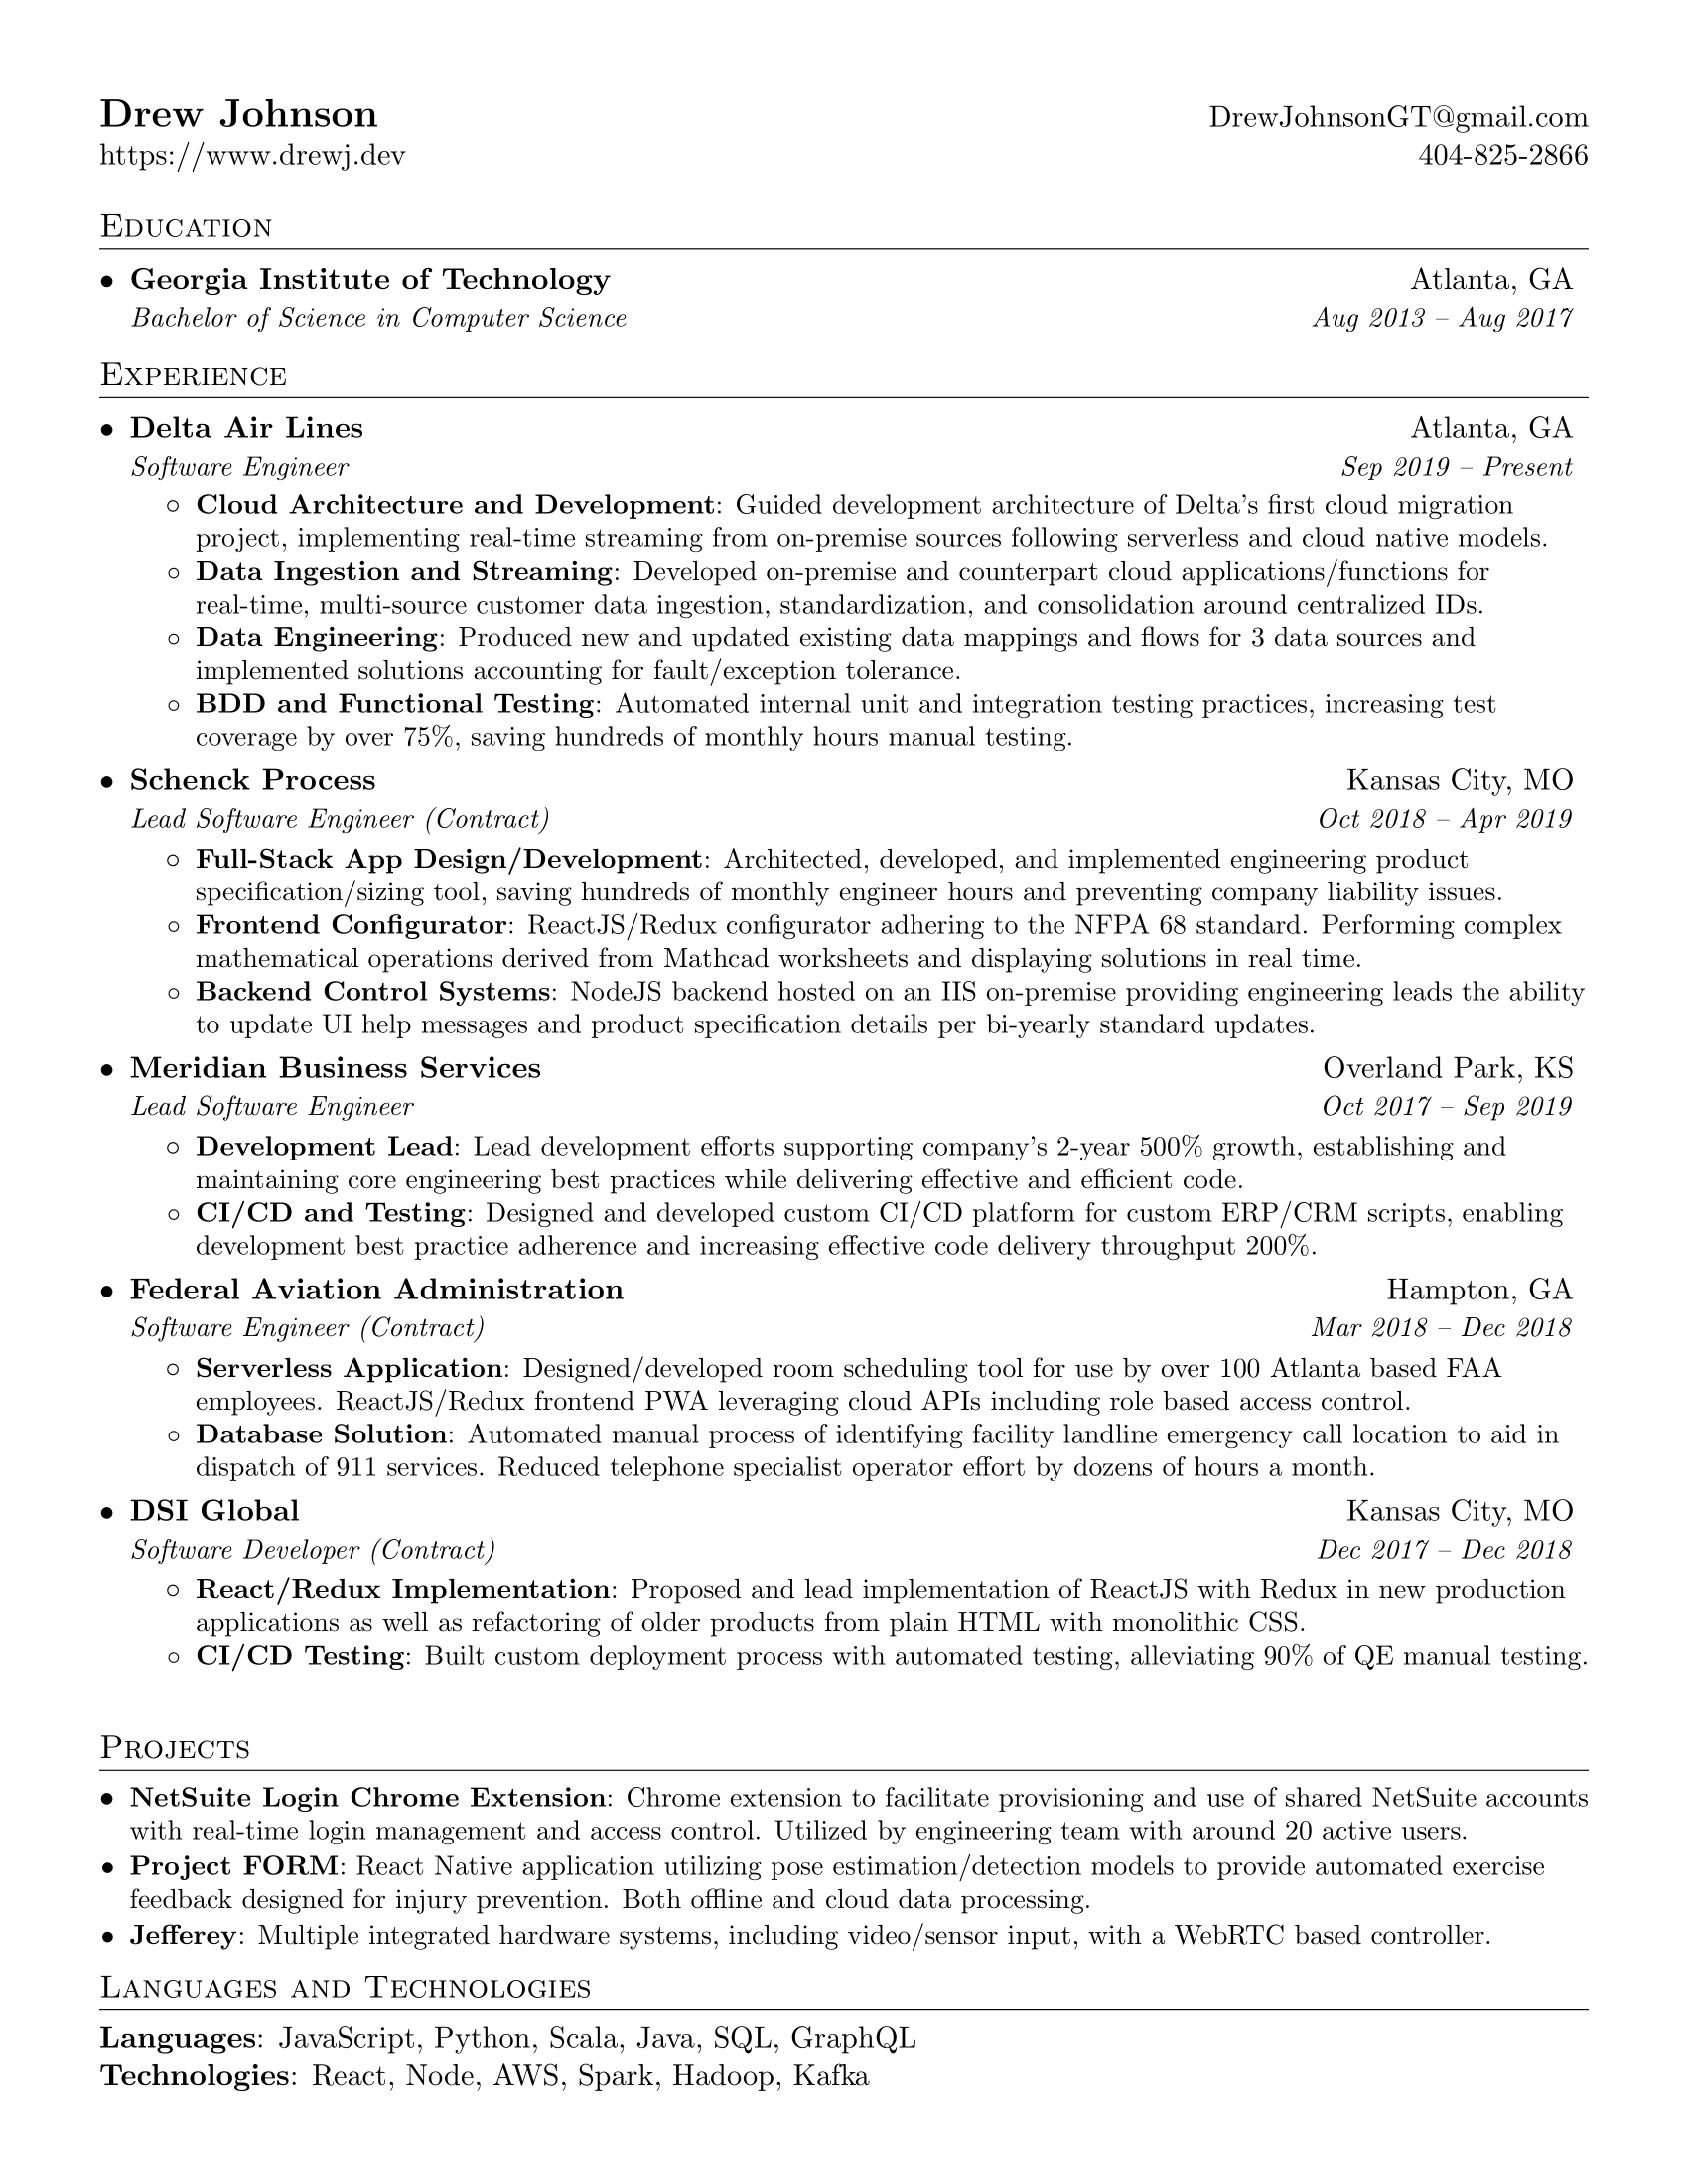 Drew Johnson DrewJohnsonGT@gmail.com
https://www.drewj.dev 404-825-2866
Education
• Georgia Institute of Technology Atlanta, GA
Bachelor of Science in Computer Science Aug 2013 – Aug 2017
Experience
• Delta Air Lines Atlanta, GA
Software Engineer Sep 2019 – Present
◦ Cloud Architecture and Development: Guided development architecture of Delta's first cloud migration
project, implementing real-time streaming from on-premise sources following serverless and cloud native models.
◦ Data Ingestion and Streaming: Developed on-premise and counterpart cloud applications/functions for
real-time, multi-source customer data ingestion, standardization, and consolidation around centralized IDs.
◦ Data Engineering: Produced new and updated existing data mappings and flows for 3 data sources and
implemented solutions accounting for fault/exception tolerance.
◦ BDD and Functional Testing: Automated internal unit and integration testing practices, increasing test
coverage by over 75%, saving hundreds of monthly hours manual testing.
• Schenck Process Kansas City, MO
Lead Software Engineer (Contract) Oct 2018 – Apr 2019
◦ Full-Stack App Design/Development: Architected, developed, and implemented engineering product
specification/sizing tool, saving hundreds of monthly engineer hours and preventing company liability issues.
◦ Frontend Configurator: ReactJS/Redux configurator adhering to the NFPA 68 standard. Performing complex
mathematical operations derived from Mathcad worksheets and displaying solutions in real time.
◦ Backend Control Systems: NodeJS backend hosted on an IIS on-premise providing engineering leads the ability
to update UI help messages and product specification details per bi-yearly standard updates.
• Meridian Business Services Overland Park, KS
Lead Software Engineer Oct 2017 – Sep 2019
◦ Development Lead: Lead development efforts supporting company's 2-year 500% growth, establishing and
maintaining core engineering best practices while delivering effective and efficient code.
◦ CI/CD and Testing: Designed and developed custom CI/CD platform for custom ERP/CRM scripts, enabling
development best practice adherence and increasing effective code delivery throughput 200%.
• Federal Aviation Administration Hampton, GA
Software Engineer (Contract) Mar 2018 – Dec 2018
◦ Serverless Application: Designed/developed room scheduling tool for use by over 100 Atlanta based FAA
employees. ReactJS/Redux frontend PWA leveraging cloud APIs including role based access control.
◦ Database Solution: Automated manual process of identifying facility landline emergency call location to aid in
dispatch of 911 services. Reduced telephone specialist operator effort by dozens of hours a month.
• DSI Global Kansas City, MO
Software Developer (Contract) Dec 2017 – Dec 2018
◦ React/Redux Implementation: Proposed and lead implementation of ReactJS with Redux in new production
applications as well as refactoring of older products from plain HTML with monolithic CSS.
◦ CI/CD Testing: Built custom deployment process with automated testing, alleviating 90% of QE manual testing.
Projects
• NetSuite Login Chrome Extension: Chrome extension to facilitate provisioning and use of shared NetSuite accounts
with real-time login management and access control. Utilized by engineering team with around 20 active users.
• Project FORM: React Native application utilizing pose estimation/detection models to provide automated exercise
feedback designed for injury prevention. Both offline and cloud data processing.
• Jefferey: Multiple integrated hardware systems, including video/sensor input, with a WebRTC based controller.
Languages and Technologies
Languages: JavaScript, Python, Scala, Java, SQL, GraphQL
Technologies: React, Node, AWS, Spark, Hadoop, Kafka